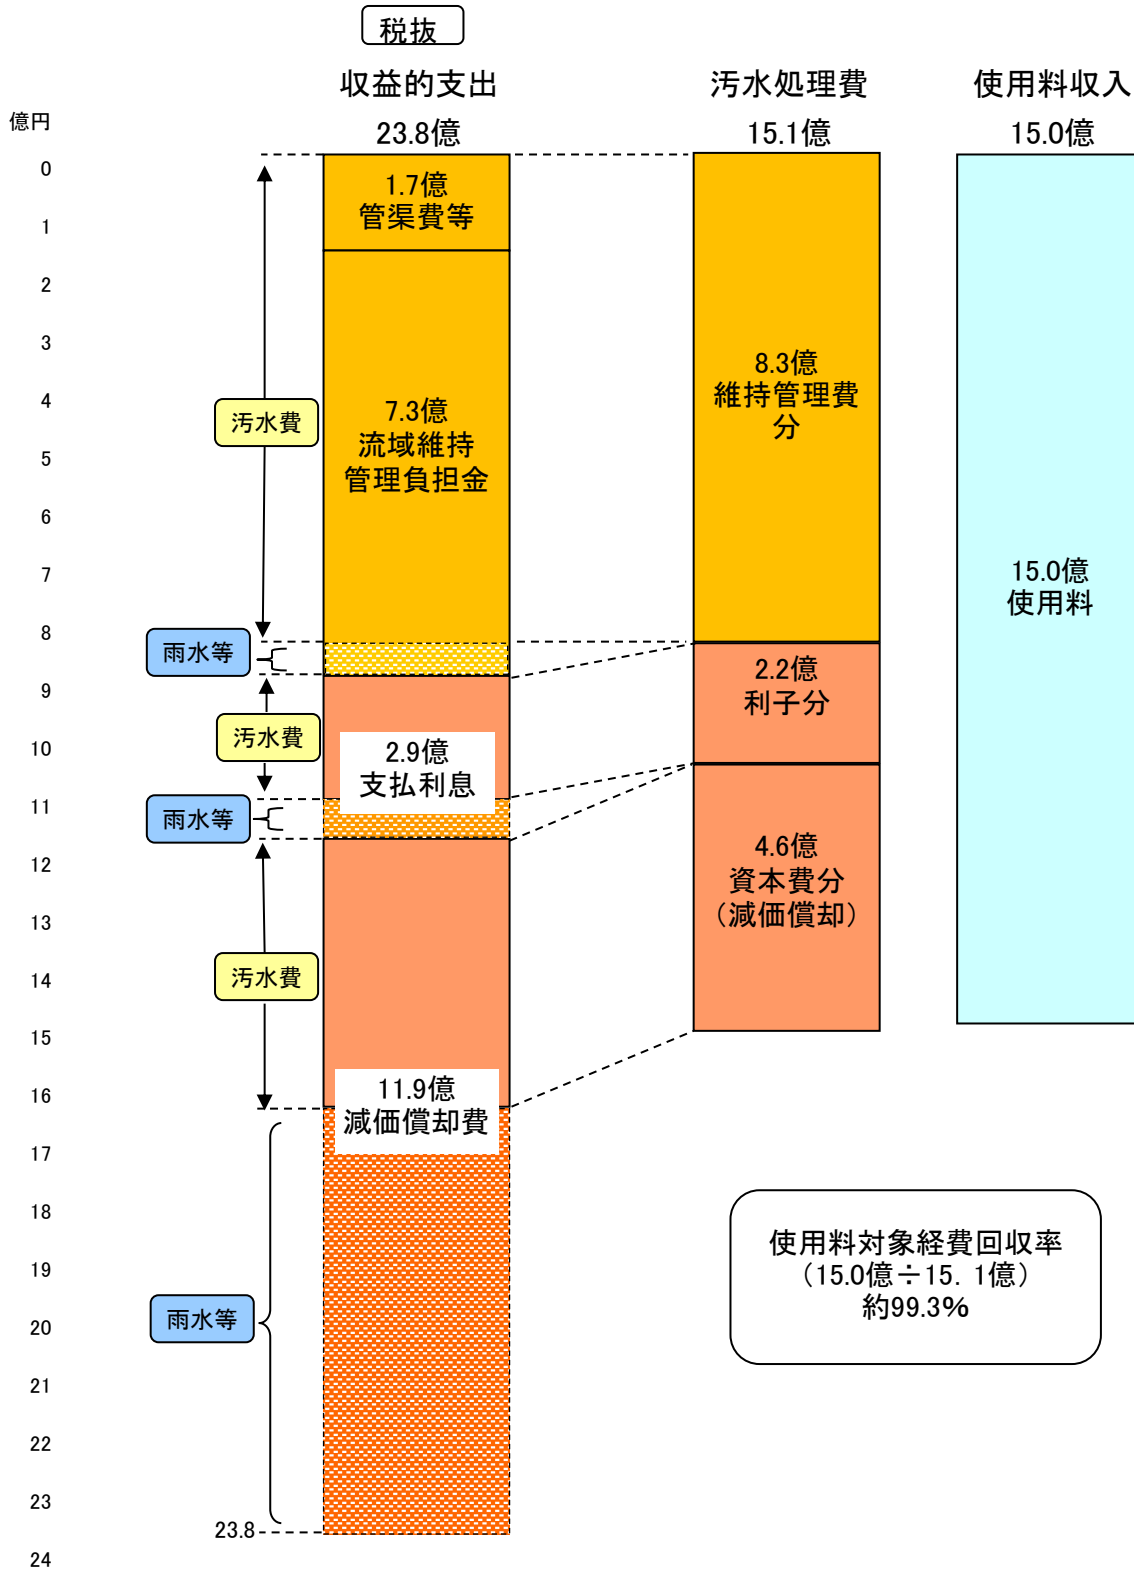 税抜
収益的支出
汚水処理費
使用料収入
億円
23.8億
15.1億
15.0億
0
1
2
3
4
5
6
7
8
9
10
11
12
13
14
15
16
17
18
19
20
21
22
23
24
1.7億
管渠費等
7.3億
流域維持
管理負担金
汚水費
雨水等
汚水費
2.9億
支払利息
雨水等
汚水費
11.9億
減価償却費
雨水等
23.8
8.3億
維持管理費
分
2.2億
利子分
4.6億
資本費分
（減価償却）
15.0億
使用料
使用料対象経費回収率
（15.0億÷15．1億）
約99.3%